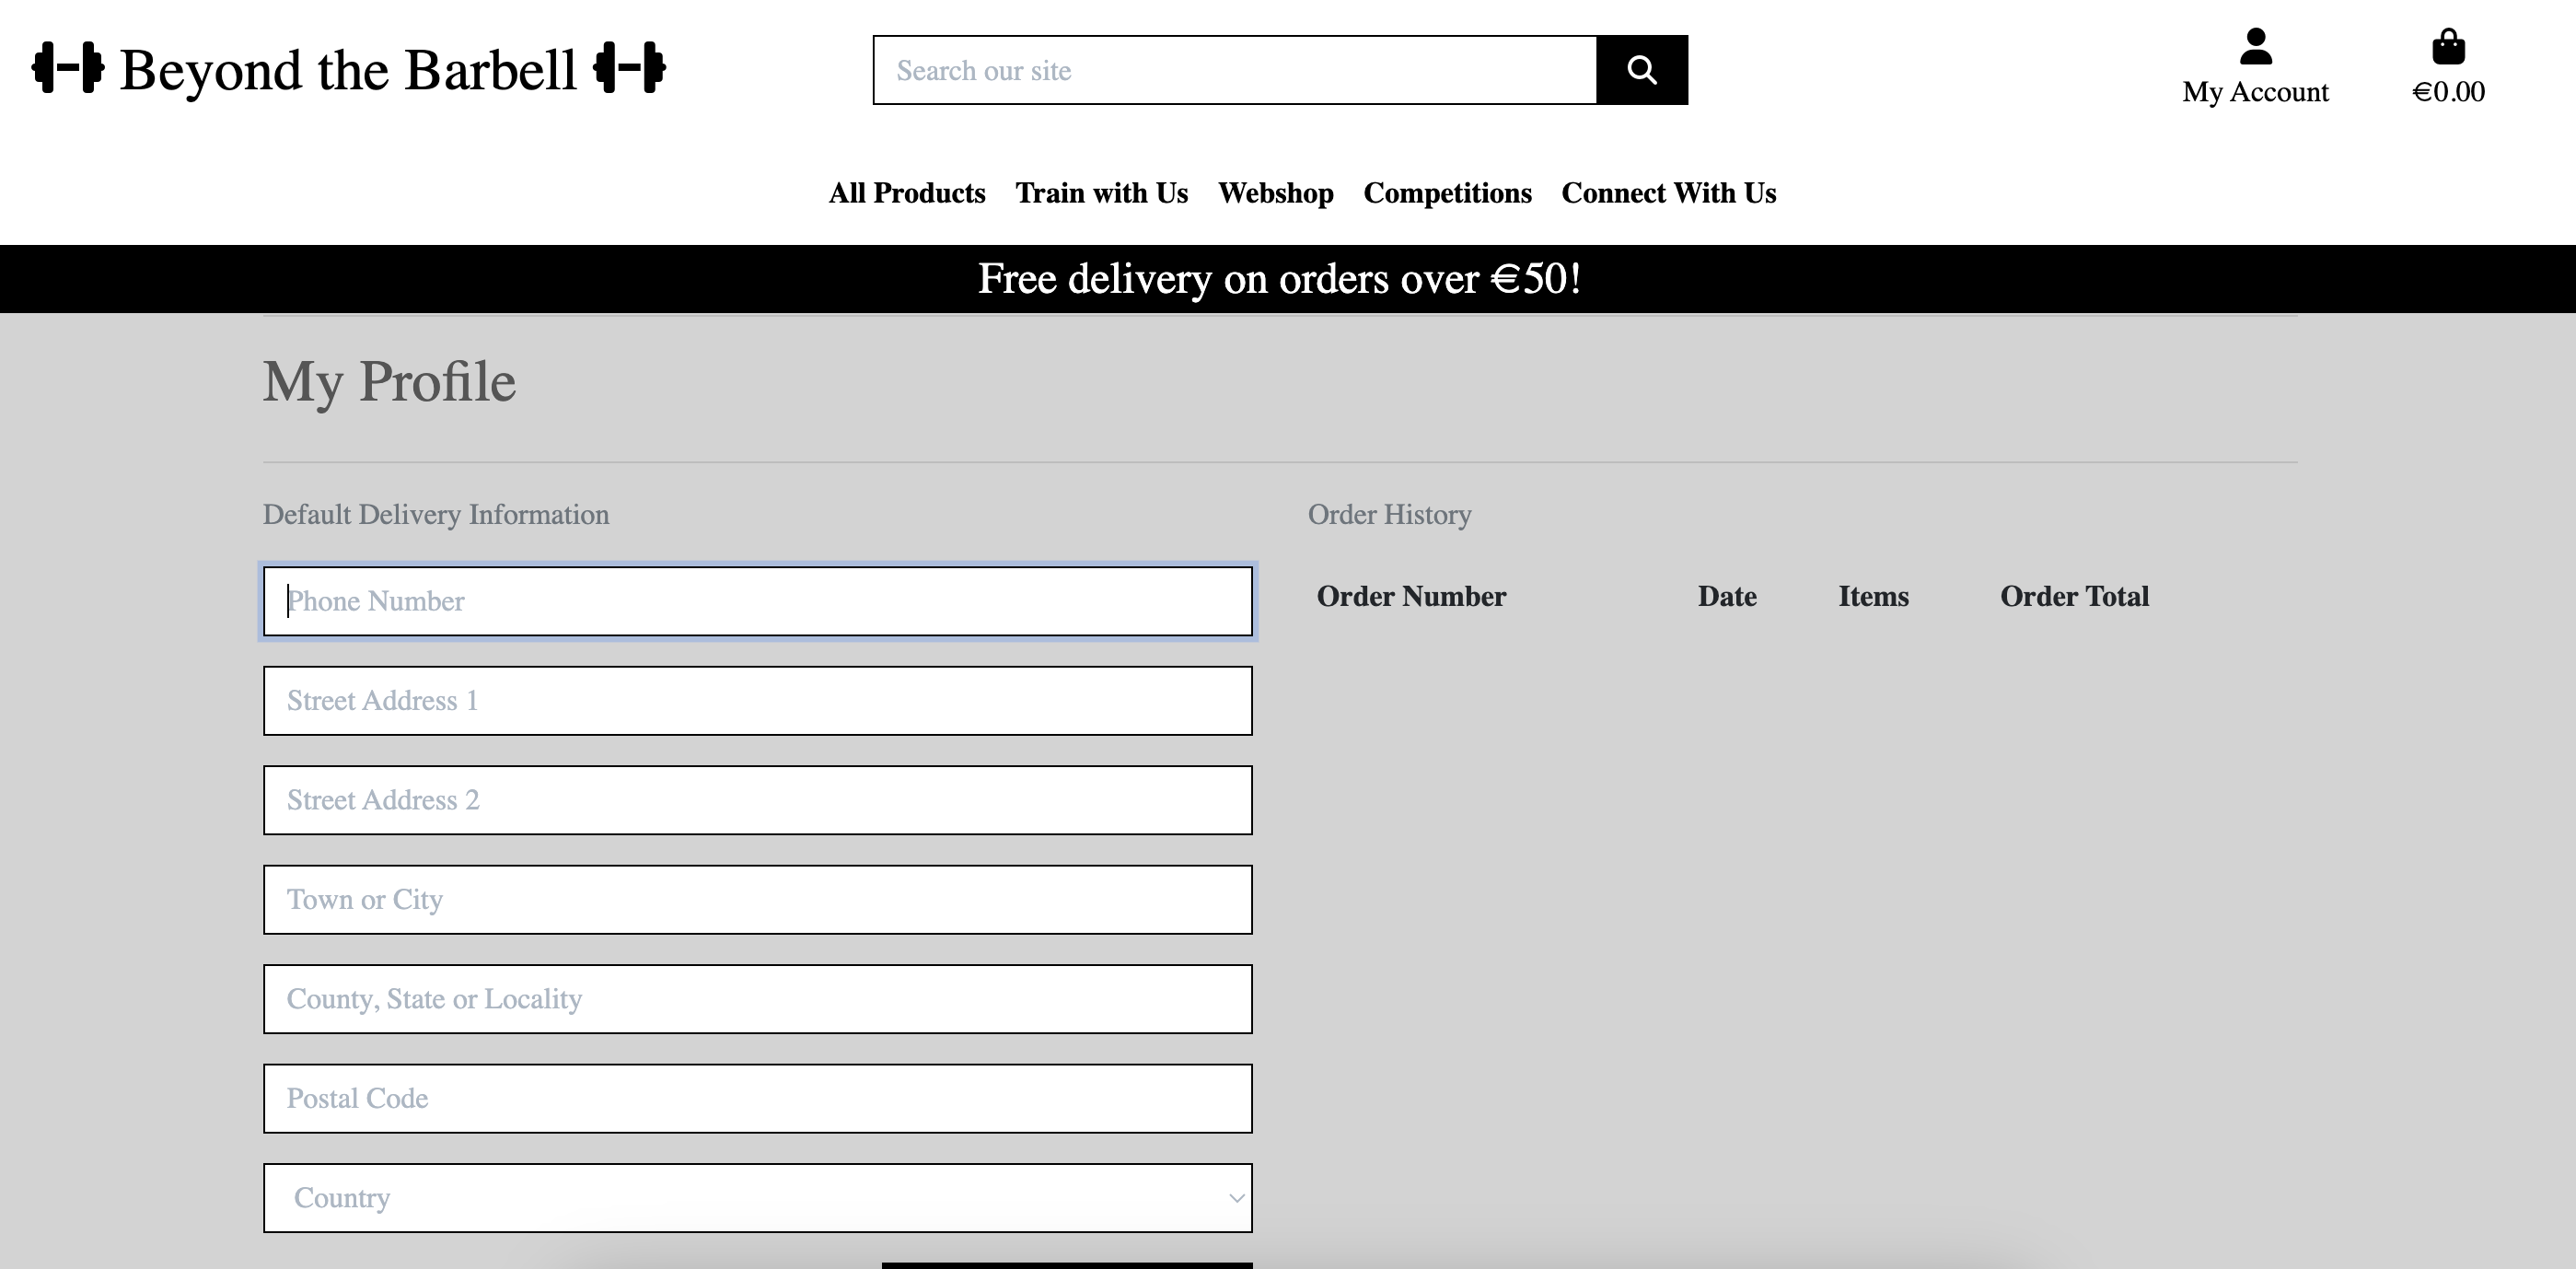 Beyond the Barbell
Search our site
My Account
€0.00
All Products Train with Us Webshop Competitions Connect With Us
Free delivery on orders over €50!
My Profile
Default Delivery Information
Phone Number
Street Address 1
Street Address 2
Town or City
County, State or Locality
Postal Code
Country
Order History
Order Number Date Items Order Total